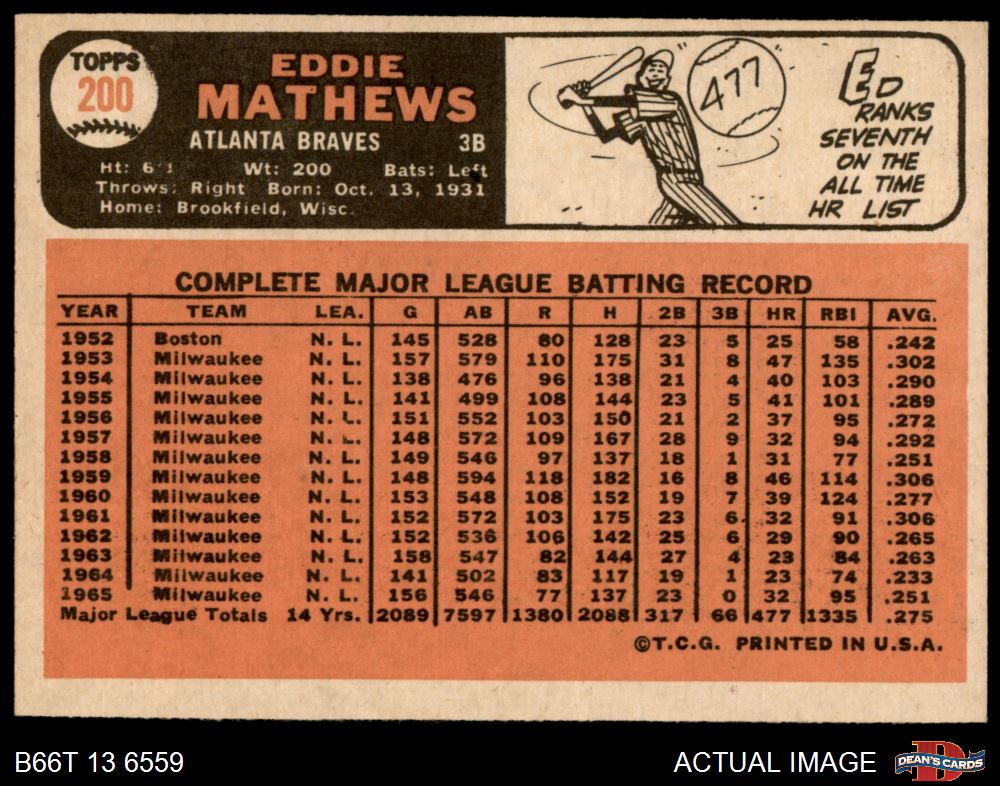 TOPPS
200
EDDIE
MATHEWS
ATLANTA BRAVES 3B
Ht: 6'1 Wt: 200 Bats: Left
Throws: Right Born: Oct. 13, 1931
Home: Brookfield, Wisc.
477
ED
RANKS
SEVENTH
ON THE
ALL TIME
HR LIST
COMPLETE MAJOR LEAGUE BATTING RECORD
YEAR TEAM LEA. G AB R H 2B 3B HR RBI AVG.
1952 Boston N. L. 145 528 80 128 23 5 25 58 .242
1953 Milwaukee N. L. 157 579 110 175 31 8 47 135 .302
1954 Milwaukee N. L. 138 476 96 138 21 4 40 103 .290
1955 Milwaukee N. L. 141 499 108 144 23 5 41 101 .289
1956 Milwaukee N. L. 151 552 103 150 21 2 37 95 .272
1957 Milwaukee N. L. 148 572 109 167 28 9 32 94 .292
1958 Milwaukee N. L. 149 546 97 137 18 1 31 77 .251
1959 Milwaukee N. L. 148 594 118 182 16 8 46 114 .306
1960 Milwaukee N. L. 153 548 108 152 19 7 39 124 .277
1961 Milwaukee N. L. 152 572 103 175 23 6 32 91 .306
1962 Milwaukee N. L. 152 536 106 142 25 6 29 90 .265
1963 Milwaukee N. L. 158 547 82 144 27 4 23 84 .263
1964 Milwaukee N. L. 141 502 83 117 19 1 23 74 .233
1965 Milwaukee N. L. 156 546 77 137 23 0 32 95 .251
Major League Totals 14 Yrs. 2089 7597 1380 2088 317 66 477 1335 .275
©T.C.G. PRINTED IN U.S.A.
B66T 13 6559 ACTUAL IMAGE
DEAN'S CARDS